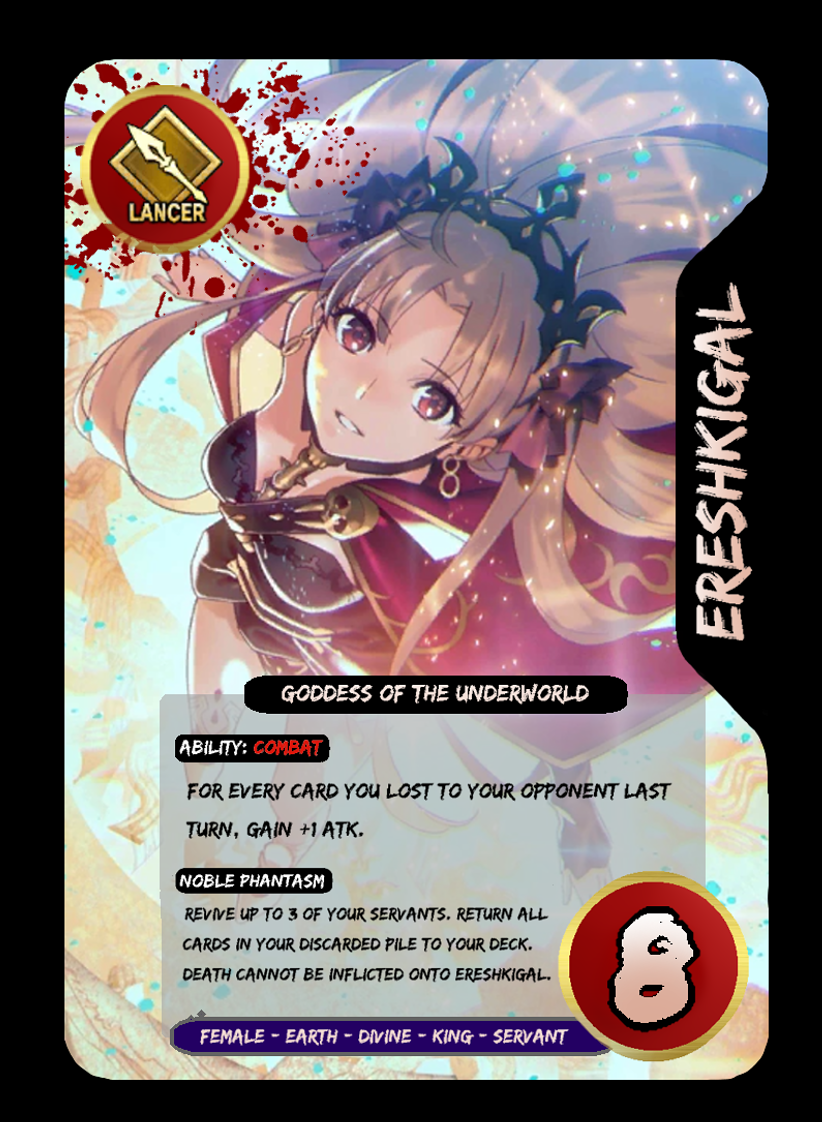 LANCER
ERESHKIGAL
GODDESS OF THE UNDERWORLD
ABILITY: COMBAT
FOR EVERY CARD YOU LOST TO YOUR OPPONENT LAST
TURN, GAIN +1 ATK.
NOBLE PHANTASM
REVIVE UP TO 3 OF YOUR SERVANTS. RETURN ALL
CARDS IN YOUR DISCARDED PILE TO YOUR DECK.
DEATH CANNOT BE INFLICTED ONTO ERESHKIGAL.
8
FEMALE - EARTH - DIVINE - KING - SERVANT